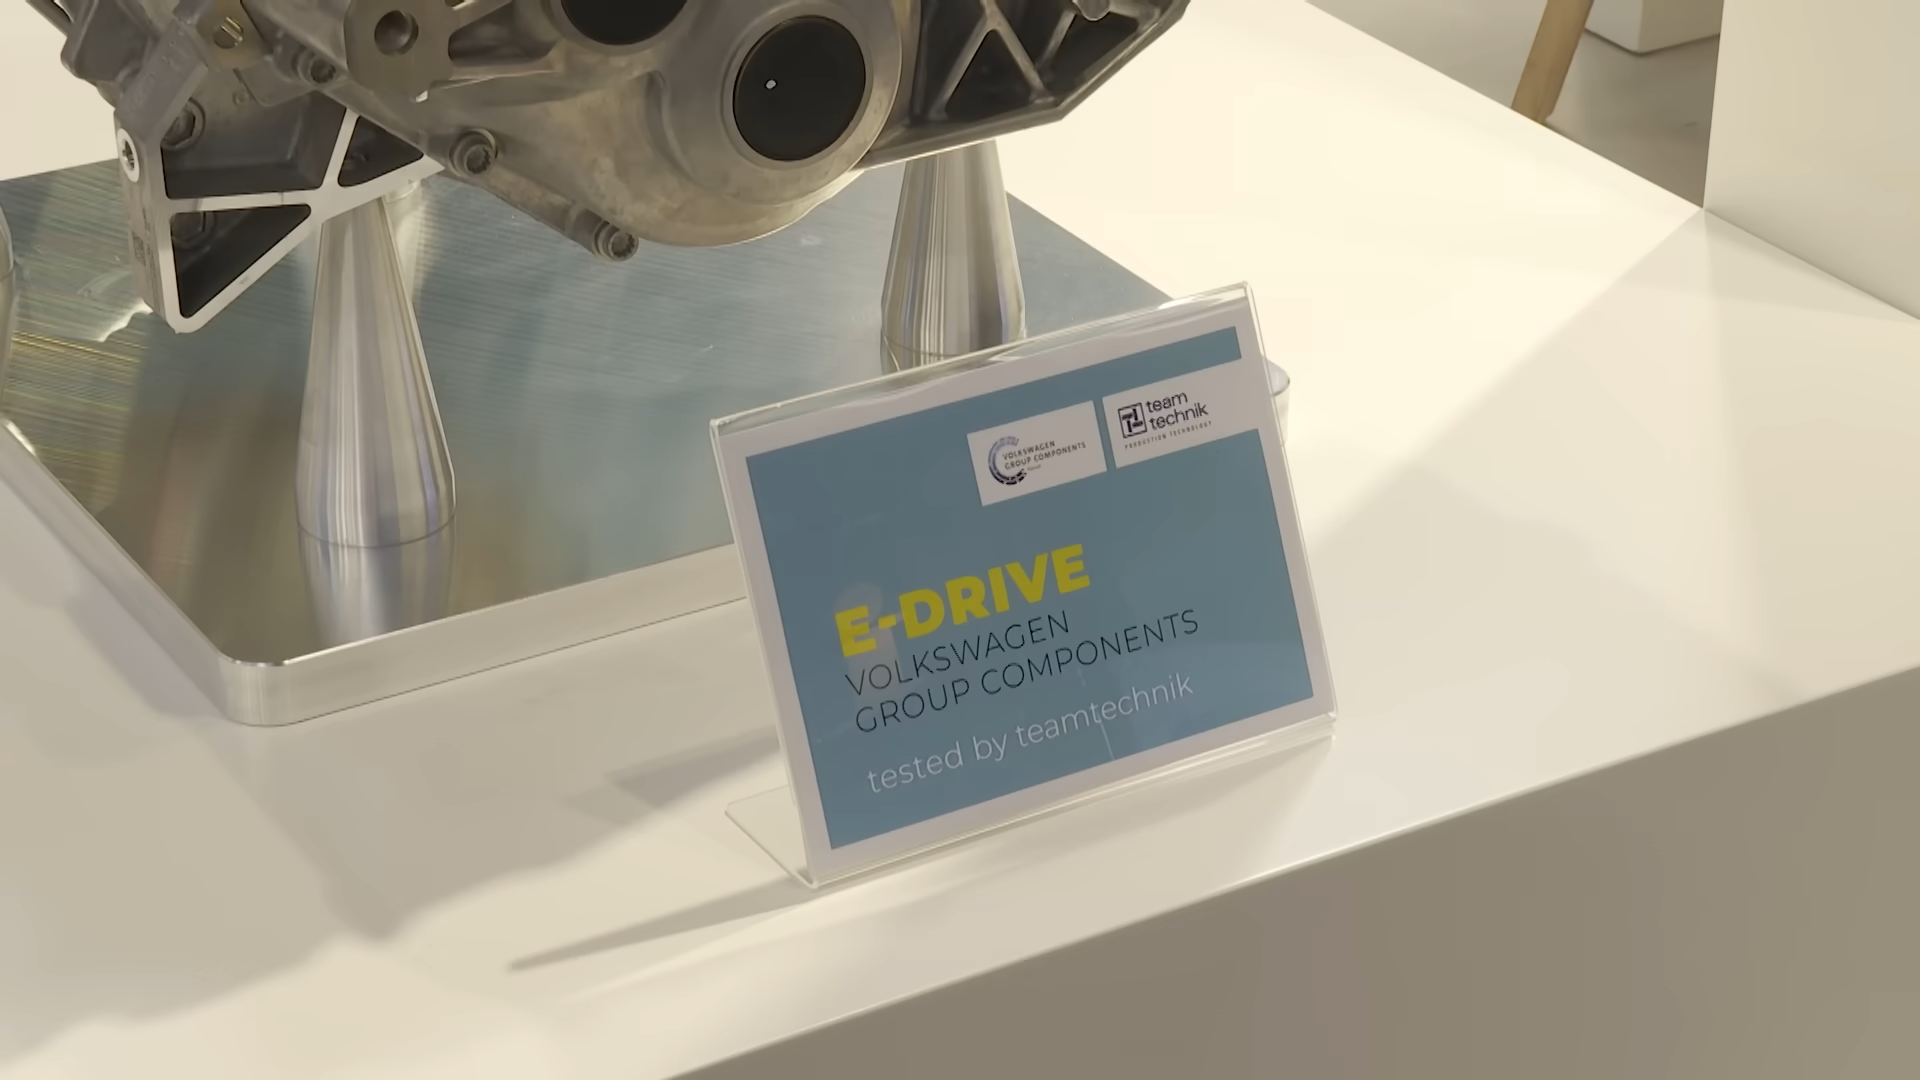 VOLKSWAGEN
GROUP COMPONENTS
team
technik
PRODUCTION TECHNOLOGY
E-DRIVE
VOLKSWAGEN
GROUP COMPONENTS
tested by teamtechnik